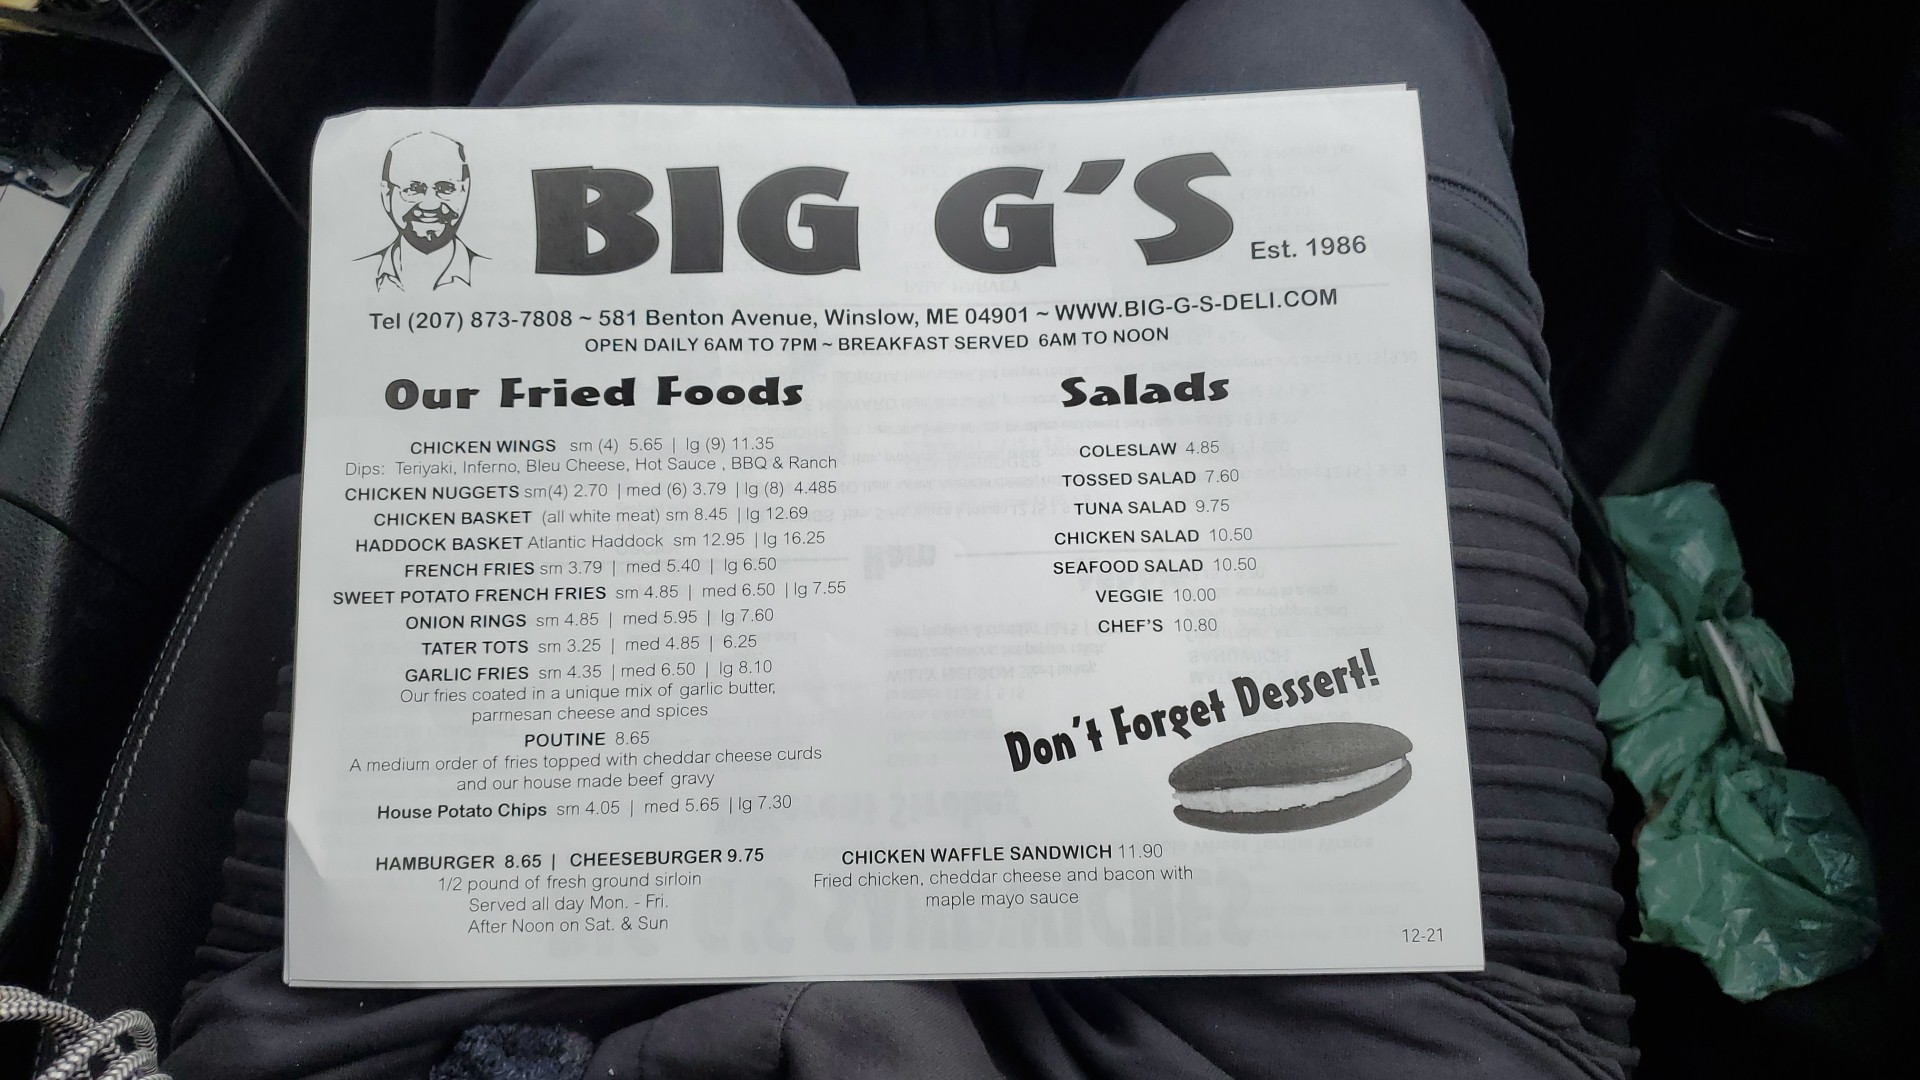 BIG G'S
Est. 1986
Tel (207) 873-7808 ~ 581 Benton Avenue, Winslow, ME 04901 ~ WWW.BIG-G-S-DELI.COM
OPEN DAILY 6AM TO 7PM ~ BREAKFAST SERVED 6AM TO NOON
Our Fried Foods
CHICKEN WINGS sm (4) 5.65 | lg (9) 11.35
Dips: Teriyaki, Inferno, Bleu Cheese, Hot Sauce , BBQ & Ranch
CHICKEN NUGGETS sm(4) 2.70 | med (6) 3.79 | lg (8) 4.485
CHICKEN BASKET (all white meat) sm 8.45 | lg 12.69
HADDOCK BASKET Atlantic Haddock sm 12.95 | lg 16.25
FRENCH FRIES sm 3.79 | med 5.40 | lg 6.50
SWEET POTATO FRENCH FRIES sm 4.85 | med 6.50 | lg 7.55
ONION RINGS sm 4.85 | med 5.95 | lg 7.60
TATER TOTS sm 3.25 | med 4.85 | 6.25
GARLIC FRIES sm 4.35 | med 6.50 | lg 8.10
Our fries coated in a unique mix of garlic butter,
parmesan cheese and spices
POUTINE 8.65
A medium order of fries topped with cheddar cheese curds
and our house made beef gravy
House Potato Chips sm 4.05 | med 5.65 | lg 7.30
HAMBURGER 8.65 | CHEESEBURGER 9.75
1/2 pound of fresh ground sirloin
Served all day Mon. - Fri.
After Noon on Sat. & Sun
Salads
COLESLAW 4.85
TOSSED SALAD 7.60
TUNA SALAD 9.75
CHICKEN SALAD 10.50
SEAFOOD SALAD 10.50
VEGGIE 10.00
CHEF'S 10.80
Don't Forget Dessert!
CHICKEN WAFFLE SANDWICH 11.90
Fried chicken, cheddar cheese and bacon with
maple mayo sauce
12-21